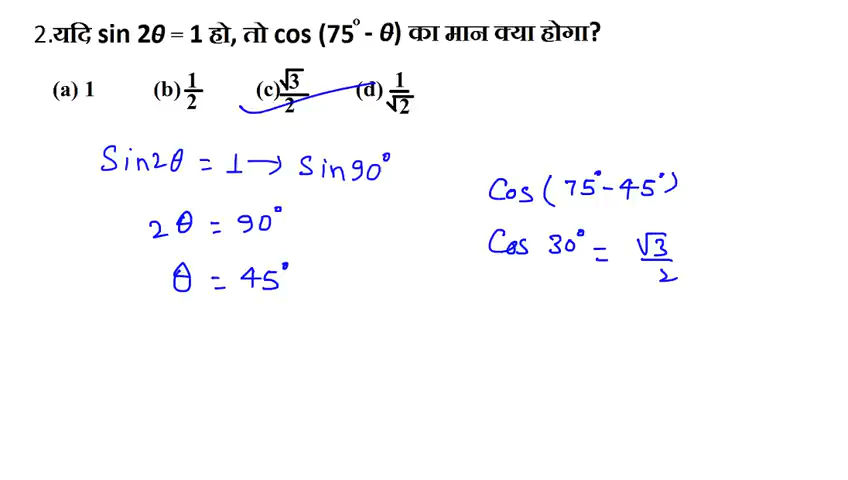 2.यदि sin 2θ = 1 हो, तो cos (75° - θ) का मान क्या होगा?
(a) 1 (b) 1/2 (c) √3/2 (d) 1/√2
Sin2θ = 1 → Sin90°
2θ = 90°
θ = 45°
Cos (75° - 45°)
Cos 30° = √3/2